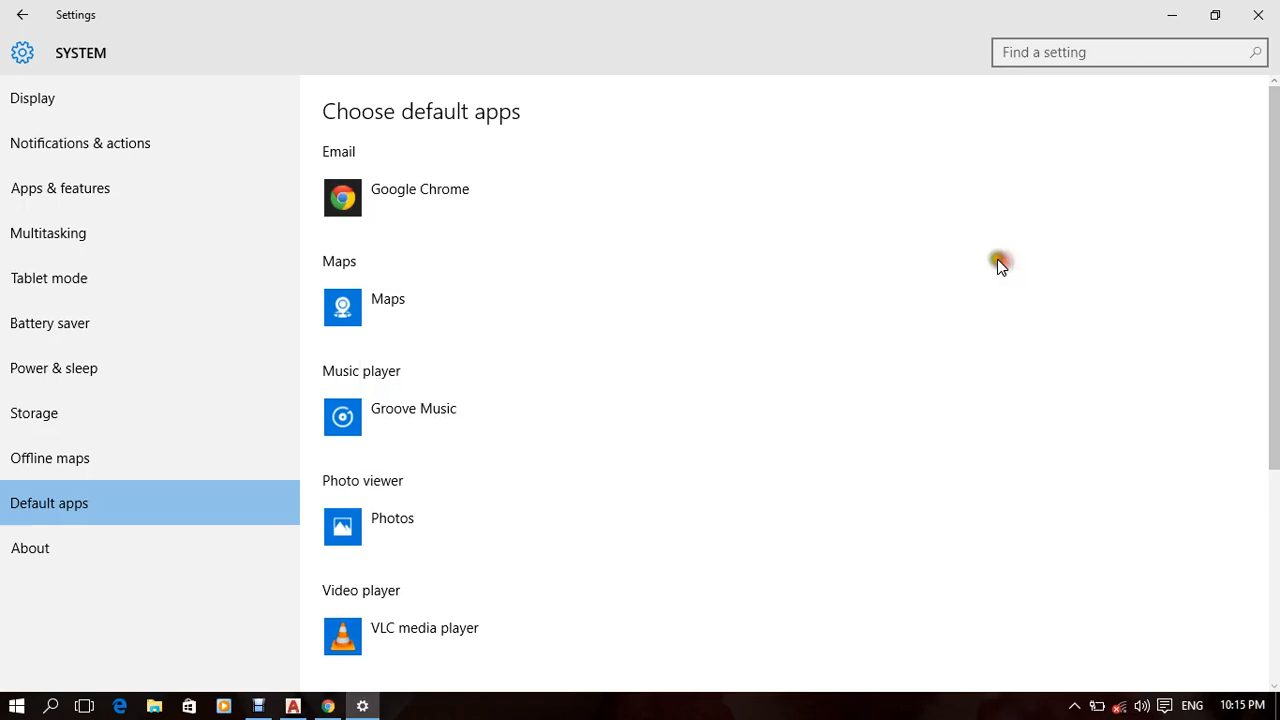 Settings
SYSTEM
Find a setting
Display
Notifications & actions
Apps & features
Multitasking
Tablet mode
Battery saver
Power & sleep
Storage
Offline maps
Default apps
About
Choose default apps
Email
Google Chrome
Maps
Maps
Music player
Groove Music
Photo viewer
Photos
Video player
VLC media player
ENG
10:15 PM